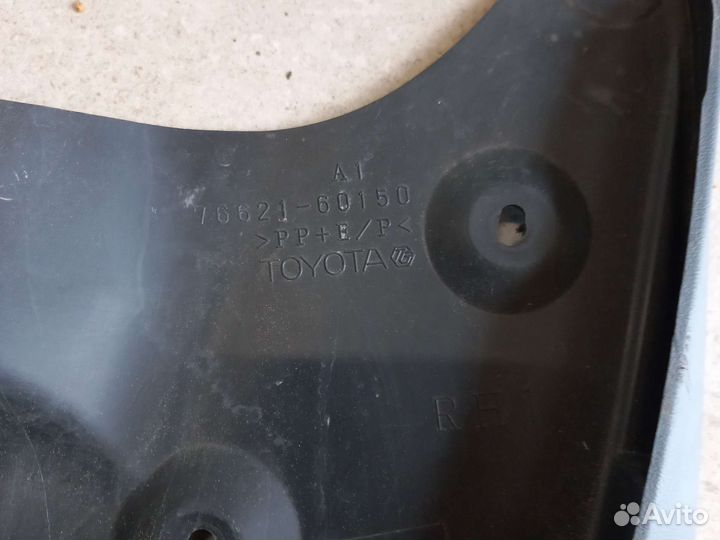 A1
76621-60150
>PP+E/P<
TOYOTA
RH
Avito